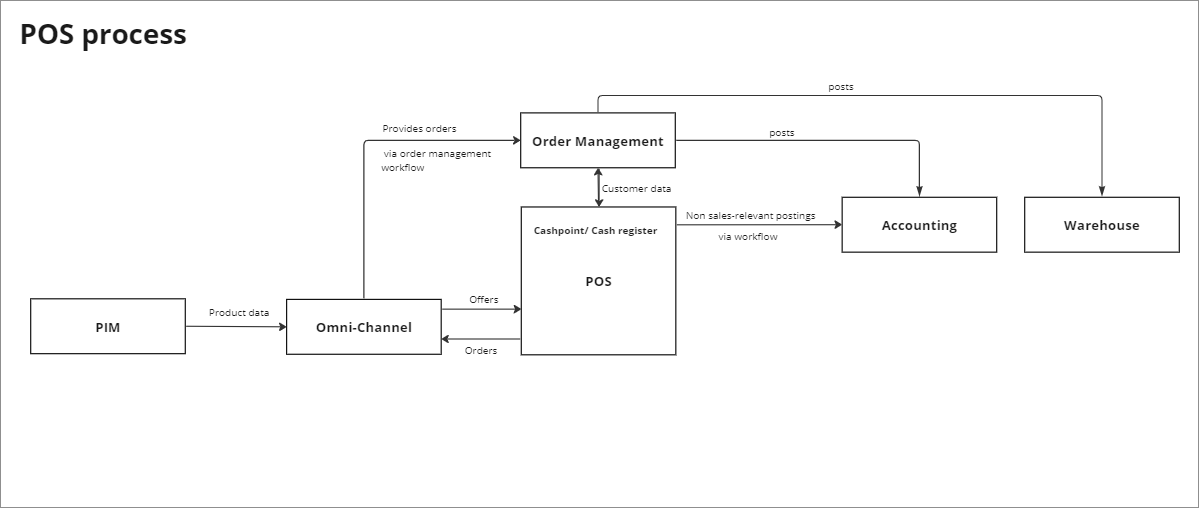 POS process
posts
Provides orders
Order Management
posts
via order management
workflow
Customer data
Non sales-relevant postings
Cashpoint/ Cash register
via workflow
Accounting
Warehouse
POS
Offers
Product data
PIM
Omni-Channel
Orders